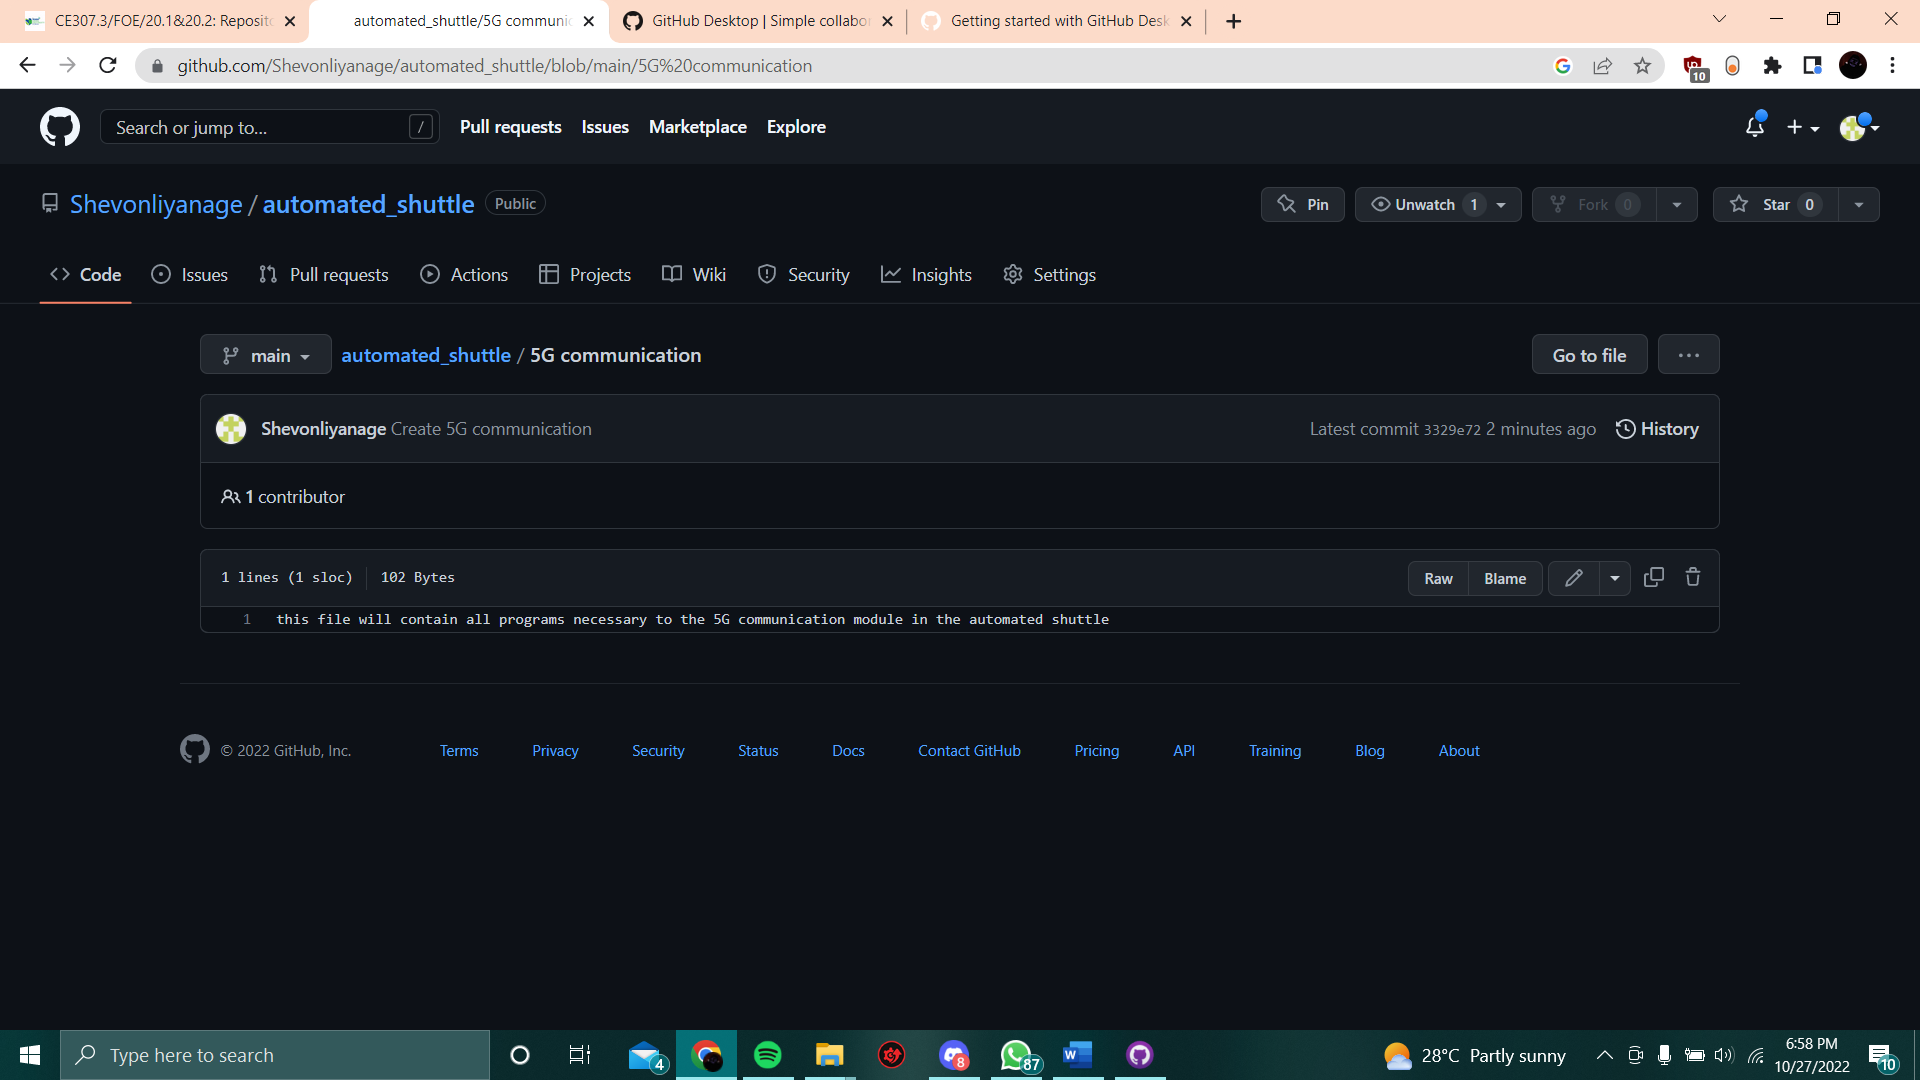 CE307.3/FOE/20.1&20.2: Reposito
automated_shuttle/5G communic
GitHub Desktop | Simple collabor
Getting started with GitHub Desk
github.com/Shevonliyanage/automated_shuttle/blob/main/5G%20communication
10
Search or jump to...
/
Pull requests
Issues
Marketplace
Explore
Shevonliyanage / automated_shuttle
Public
Pin
Unwatch 1
Fork 0
Star 0
Code
Issues
Pull requests
Actions
Projects
Wiki
Security
Insights
Settings
main
automated_shuttle / 5G communication
Go to file
Shevonliyanage Create 5G communication
Latest commit 3329e72 2 minutes ago
History
1 contributor
1 lines (1 sloc)
102 Bytes
Raw
Blame
1 this file will contain all programs necessary to the 5G communication module in the automated shuttle
© 2022 GitHub, Inc.
Terms
Privacy
Security
Status
Docs
Contact GitHub
Pricing
API
Training
Blog
About
Type here to search
4
8
87
28°C Partly sunny
6:58 PM
10/27/2022
10